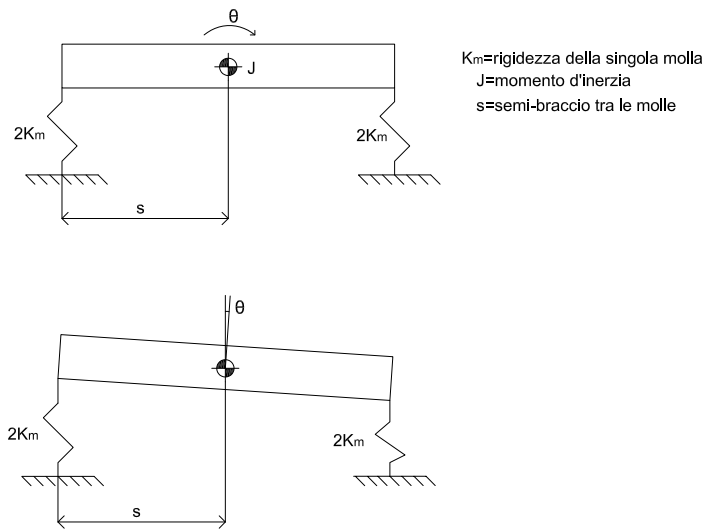 θ
J
Km=rigidezza della singola molla
J=momento d'inerzia
s=semi-braccio tra le molle
2Km
2Km
s
θ
2Km
2Km
s